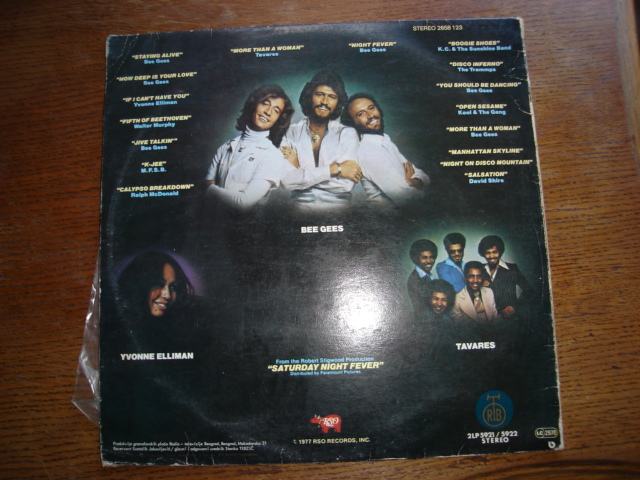 STEREO 2658 123
"STAYING ALIVE"
Bee Gees
"HOW DEEP IS YOUR LOVE"
Bee Gees
"IF I CAN'T HAVE YOU"
Yvonne Elliman
"FIFTH OF BEETHOVEN"
Walter Murphy
"JIVE TALKIN"
Bee Gees
"K-JEE"
M.F.S.B.
"CALYPSO BREAKDOWN"
Ralph McDonald
"MORE THAN A WOMAN"
Tavares
"NIGHT FEVER"
Bee Gees
"BOOGIE SHOES"
K.C. & The Sunshine Band
"DISCO INFERNO"
The Trammps
"YOU SHOULD BE DANCING"
Bee Gees
"OPEN SESAME"
Kool & The Gang
"MORE THAN A WOMAN"
Bee Gees
"MANHATTAN SKYLINE"
"NIGHT ON DISCO MOUNTAIN"
"SALSATION"
David Shire
BEE GEES
YVONNE ELLIMAN
TAVARES
From the Robert Stigwood Production
"SATURDAY NIGHT FEVER"
Distributed by Paramount Pictures
RSO
© 1977 RSO RECORDS, INC.
RTB
2LP 5921 / 5922
STEREO